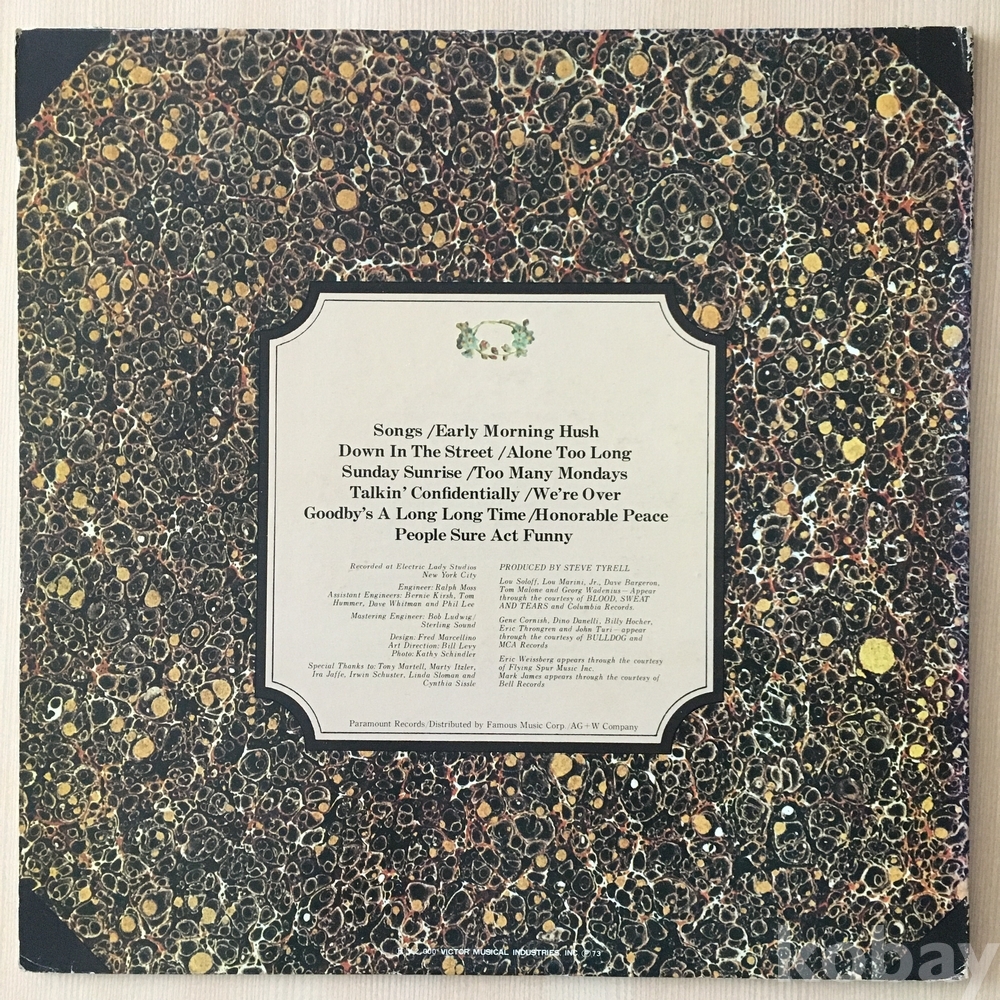 Songs /Early Morning Hush
Down In The Street /Alone Too Long
Sunday Sunrise /Too Many Mondays
Talkin' Confidentially /We're Over
Goodby's A Long Long Time /Honorable Peace
People Sure Act Funny
Recorded at Electric Lady Studios
New York City
Engineer: Ralph Moss
Assistant Engineers: Bernie Kirsh, Tom
Hummer, Dave Whitman and Phil Lee
Mastering Engineer: Bob Ludwig/
Sterling Sound
Design: Fred Marcellino
Art Direction: Bill Levy
Photo: Kathy Schindler
Special Thanks to: Tony Martell, Marty Itzler,
Ira Jaffe, Irwin Schuster, Linda Sloman and
Cynthia Sissle
PRODUCED BY STEVE TYRELL
Lou Soloff, Lou Marini, Jr., Dave Bargeron,
Tom Malone and Georg Wadenius—Appear
through the courtesy of BLOOD, SWEAT
AND TEARS and Columbia Records.
Gene Cornish, Dino Danelli, Billy Hocher,
Eric Throngren and John Turi—appear
through the courtesy of BULLDOG and
MCA Records
Eric Weissberg appears through the courtesy
of Flying Spur Music Inc.
Mark James appears through the courtesy of
Bell Records
Paramount Records/Distributed by Famous Music Corp./AG+W Company
VICTOR MUSICAL INDUSTRIES, INC. Ⓟ'73
kobay